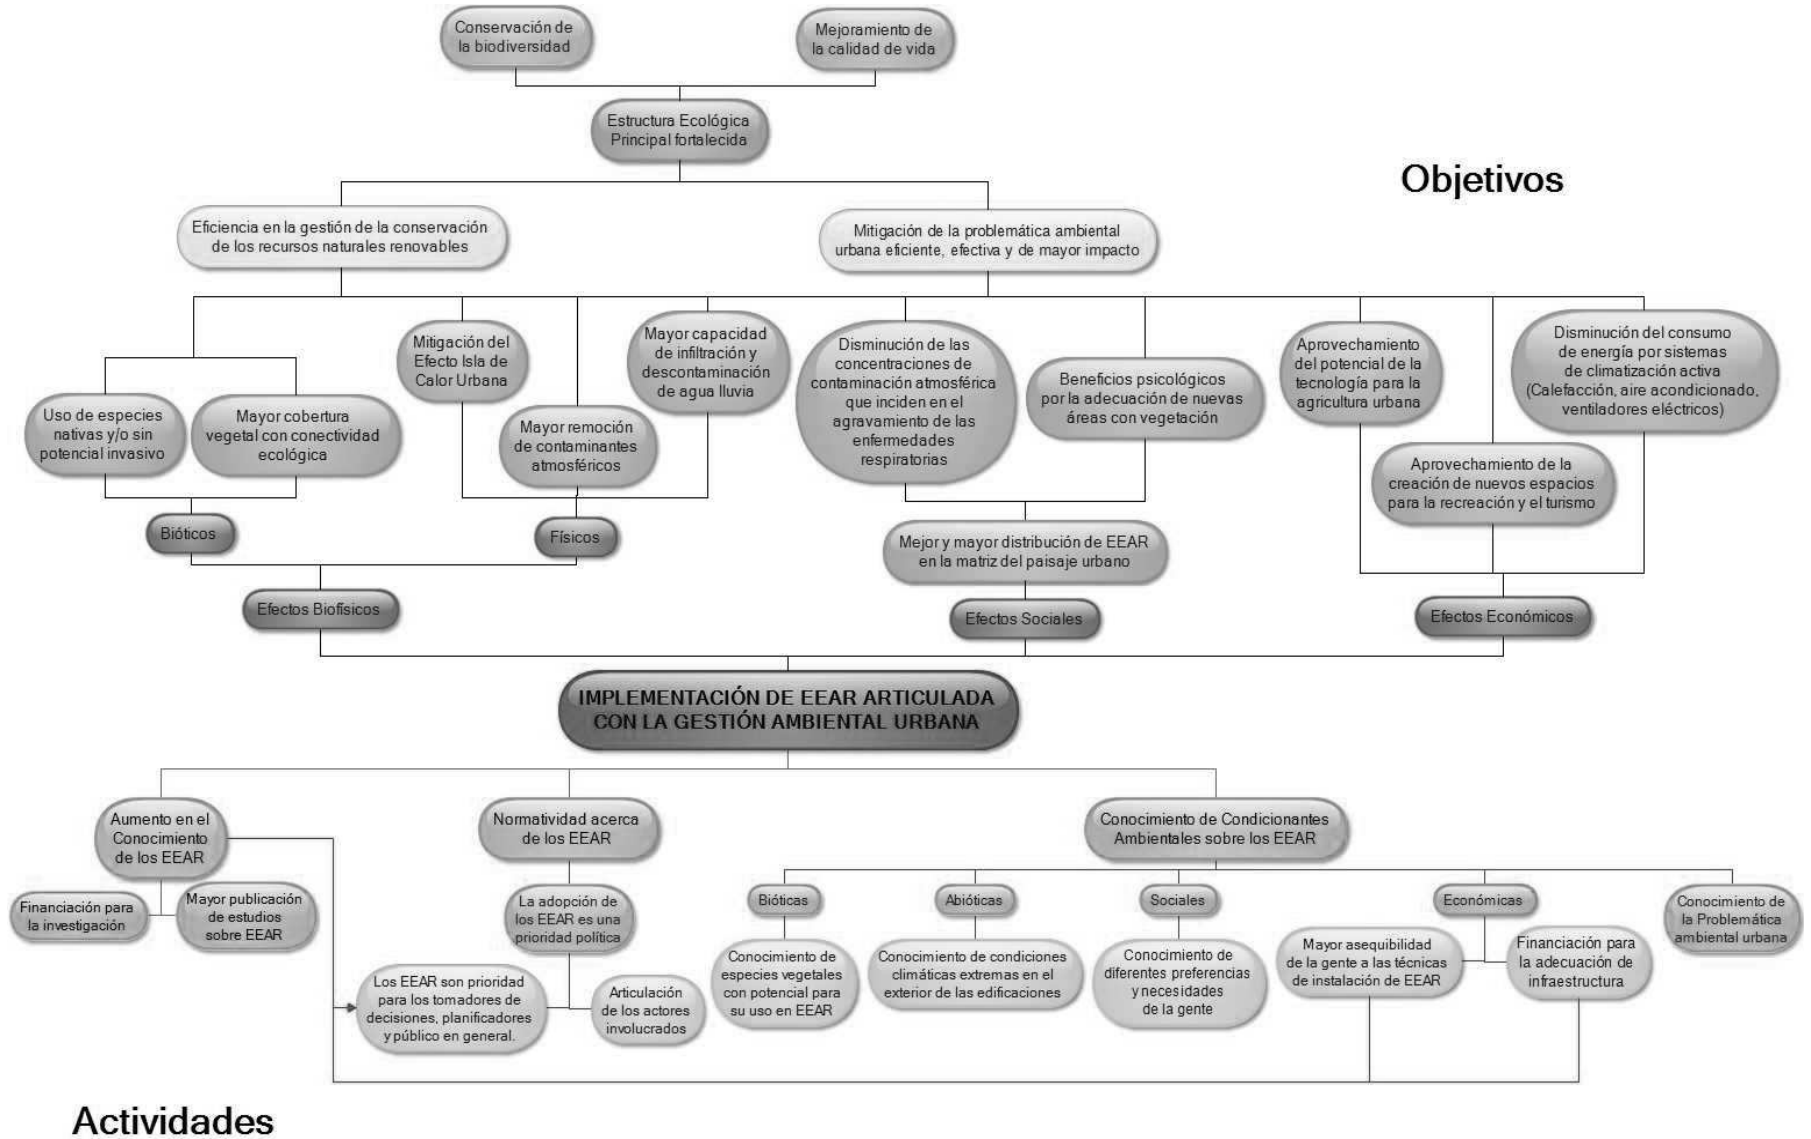 Conservación de
la biodiversidad
Mejoramiento de
la calidad de vida
Estructura Ecológica
Principal fortalecida
Objetivos
Eficiencia en la gestión de la conservación
de los recursos naturales renovables
Mitigación de la problemática ambiental
urbana eficiente, efectiva y de mayor impacto
Uso de especies
nativas y/o sin
potencial invasivo
Mayor cobertura
vegetal con conectividad
ecológica
Mitigación del
Efecto Isla de
Calor Urbana
Mayor remoción
de contaminantes
atmosféricos
Mayor capacidad
de infiltración y
descontaminación
de agua lluvia
Disminución de las
concentraciones de
contaminación atmosférica
que inciden en el
agravamiento de las
enfermedades
respiratorias
Beneficios psicológicos
por la adecuación de nuevas
áreas con vegetación
Aprovechamiento
del potencial de la
tecnología para la
agricultura urbana
Aprovechamiento de la
creación de nuevos espacios
para la recreación y el turismo
Disminución del consumo
de energía por sistemas
de climatización activa
(Calefacción, aire acondicionado,
ventiladores eléctricos)
Bióticos
Físicos
Mejor y mayor distribución de EEAR
en la matriz del paisaje urbano
Efectos Biofísicos
Efectos Sociales
Efectos Económicos
IMPLEMENTACIÓN DE EEAR ARTICULADA
CON LA GESTIÓN AMBIENTAL URBANA
Aumento en el
Conocimiento
de los EEAR
Normatividad acerca
de los EEAR
Conocimiento de Condicionantes
Ambientales sobre los EEAR
Financiación para
la investigación
Mayor publicación
de estudios
sobre EEAR
La adopción de
los EEAR es una
prioridad política
Los EEAR son prioridad
para los tomadores de
decisiones, planificadores
y público en general.
Articulación
de los actores
involucrados
Bióticas
Abióticas
Sociales
Económicas
Conocimiento de
la Problemática
ambiental urbana
Conocimiento de
especies vegetales
con potencial para
su uso en EEAR
Conocimiento de condiciones
climáticas extremas en el
exterior de las edificaciones
Conocimiento de
diferentes preferencias
y necesidades
de la gente
Mayor asequibilidad
de la gente a las técnicas
de instalación de EEAR
Financiación para
la adecuación de
infraestructura
Actividades